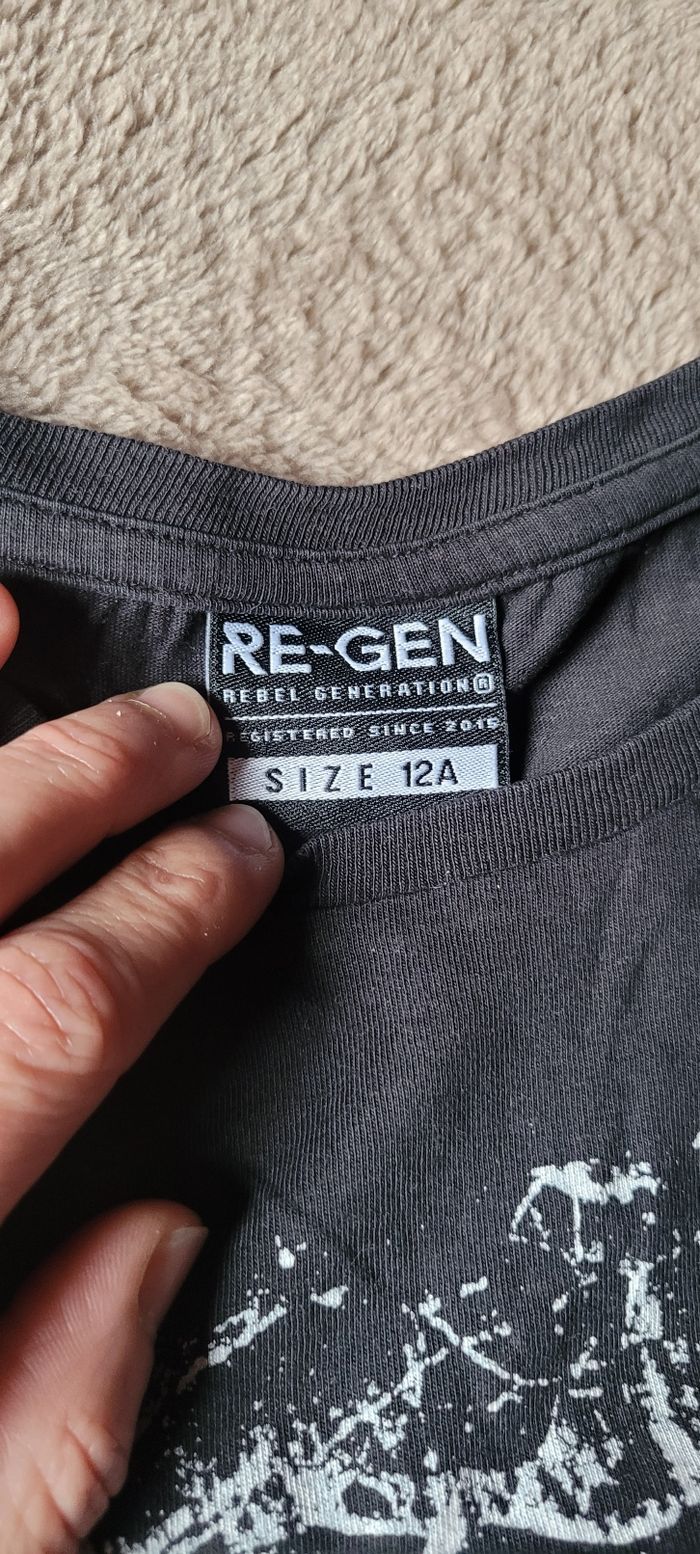 RE-GEN
REBEL GENERATION®
REGISTERED SINCE 2015
SIZE 12A